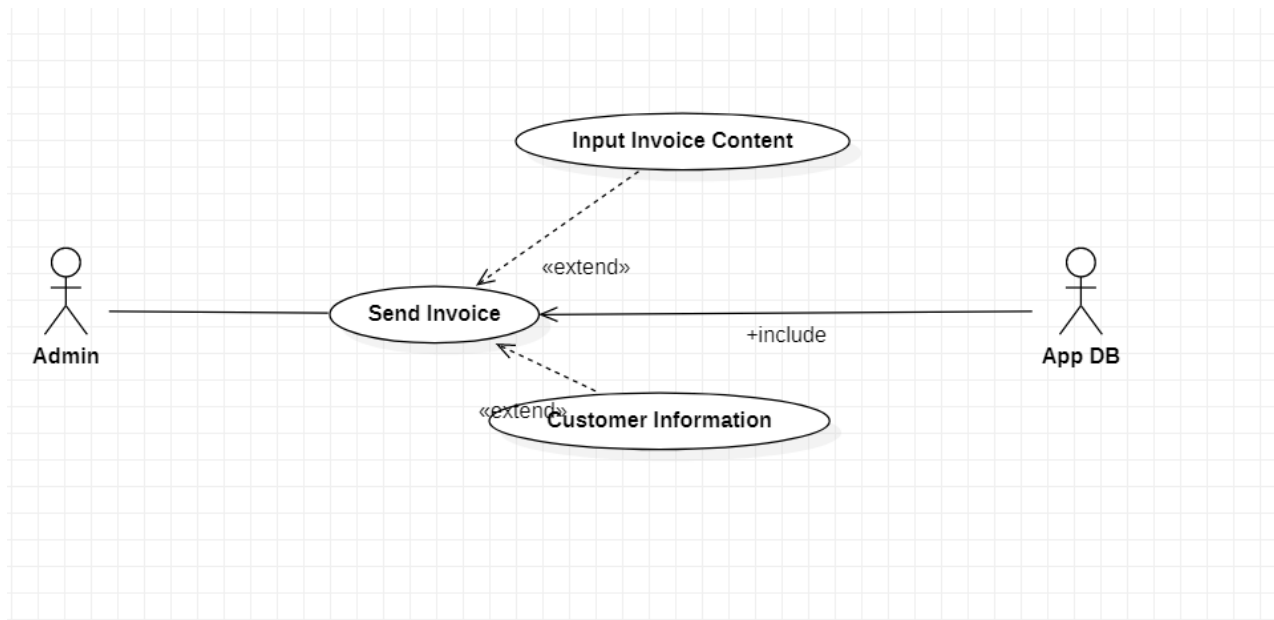 Input Invoice Content
«extend»
Send Invoice
+include
Admin
App DB
«extend»
Customer Information